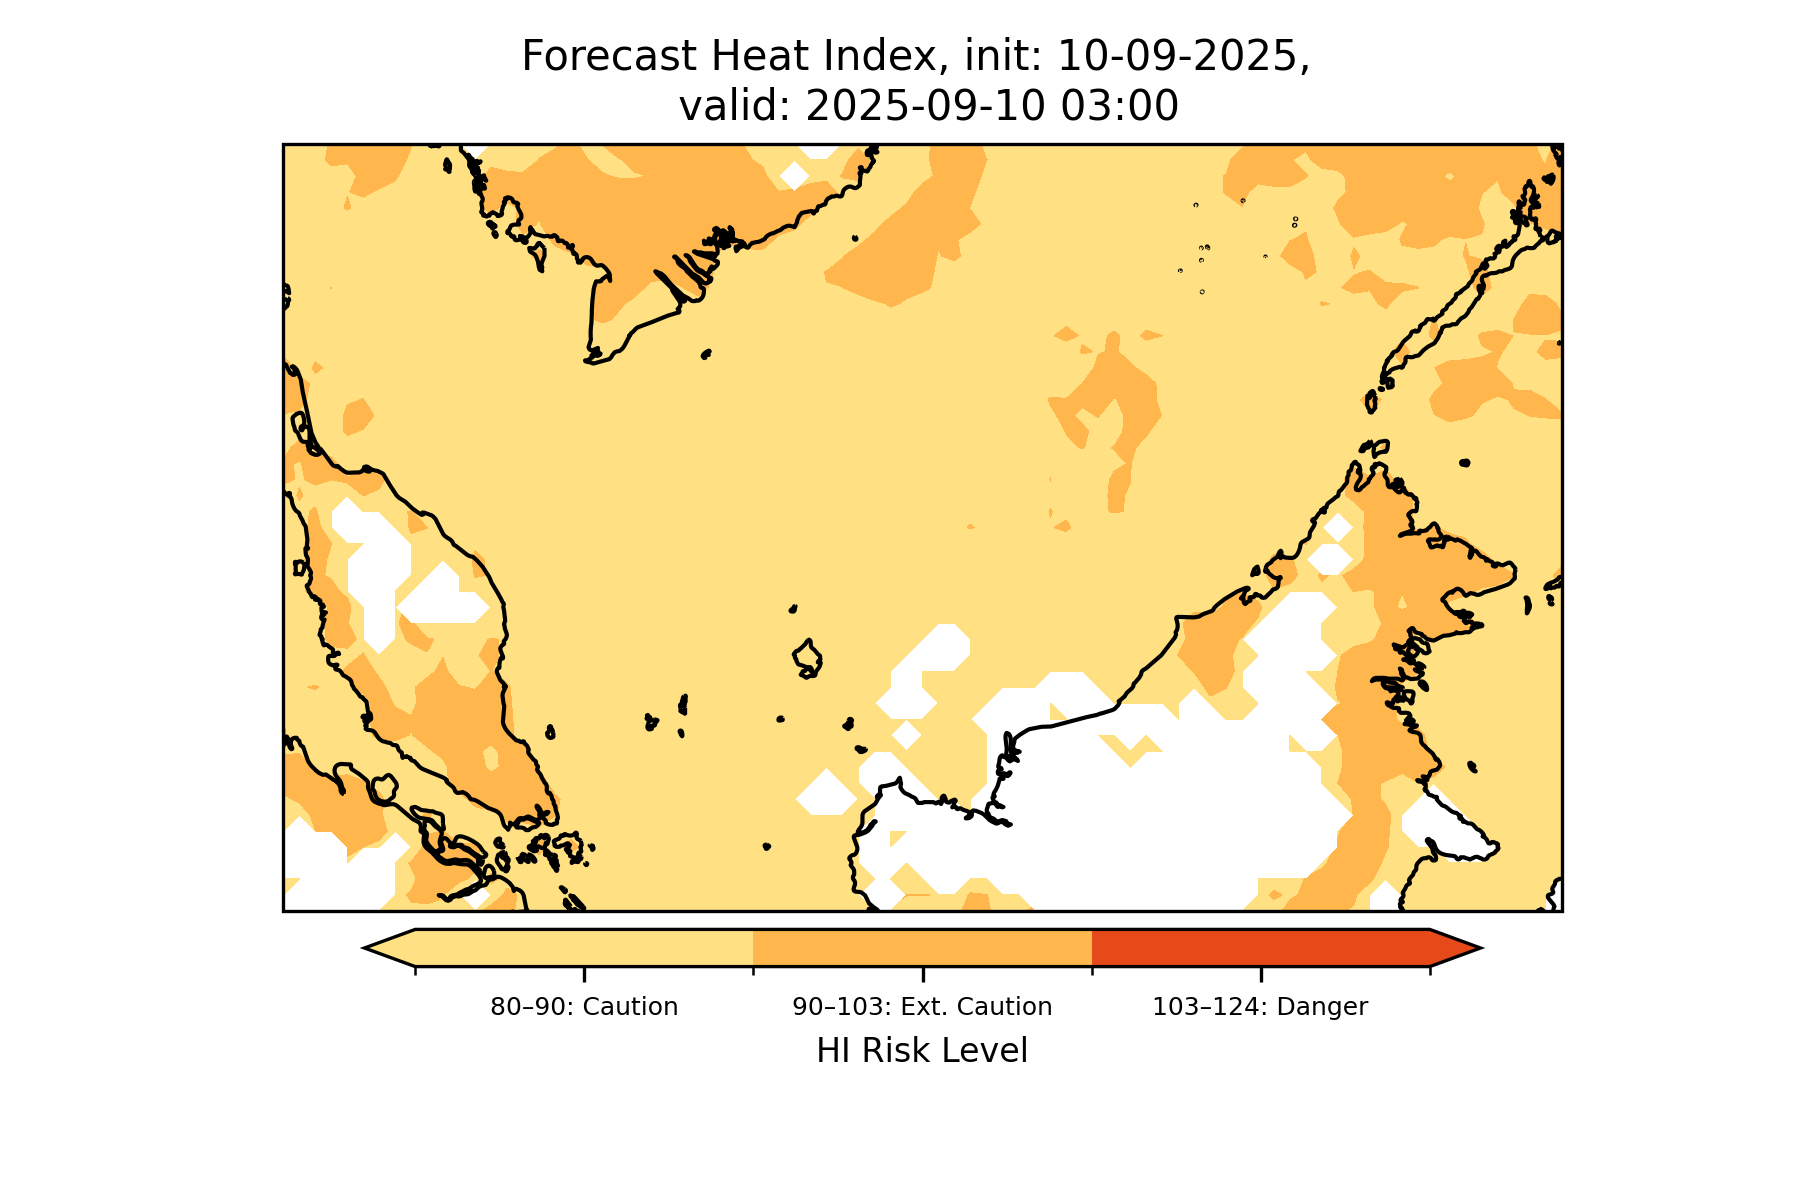 Forecast Heat Index, init: 10-09-2025,
valid: 2025-09-10 03:00
80–90: Caution
90–103: Ext. Caution
103–124: Danger
HI Risk Level